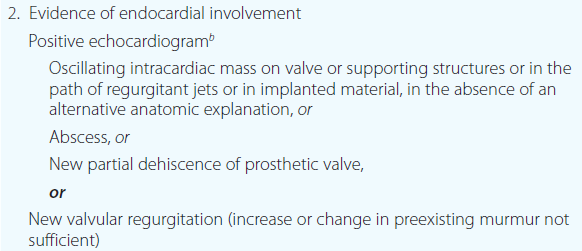 2. Evidence of endocardial involvement
Positive echocardiogramᵇ
Oscillating intracardiac mass on valve or supporting structures or in the
path of regurgitant jets or in implanted material, in the absence of an
alternative anatomic explanation, or
Abscess, or
New partial dehiscence of prosthetic valve,
or
New valvular regurgitation (increase or change in preexisting murmur not
sufficient)